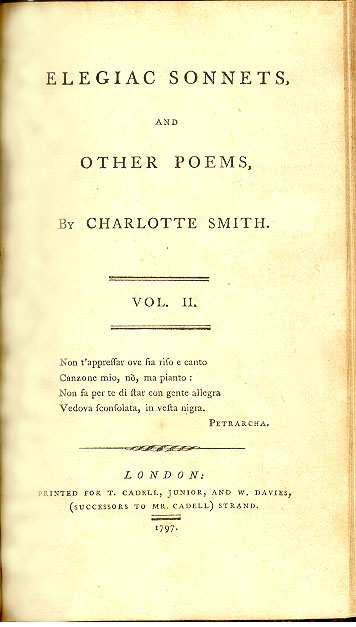 ELEGIAC SONNETS,
AND
OTHER POEMS,
BY CHARLOTTE SMITH.
VOL. II.
Non t'appreſſar ove ſia riſo e canto
Canzone mio, nò, ma pianto:
Non fa per te di ſtar con gente allegra
Vedova ſconſolata, in veſta nigra.
PETRARCHA.
LONDON:
PRINTED FOR T. CADELL, JUNIOR, AND W. DAVIES,
(SUCCESSORS TO MR. CADELL) STRAND.
1797.